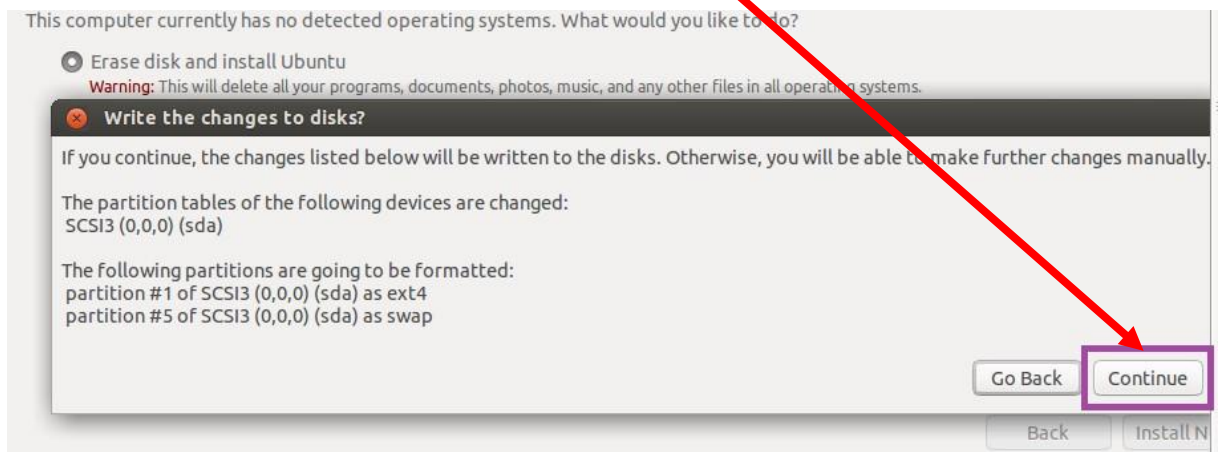 This computer currently has no detected operating systems. What would you like to do?
Erase disk and install Ubuntu
Warning: This will delete all your programs, documents, photos, music, and any other files in all operating systems.
Write the changes to disks?
If you continue, the changes listed below will be written to the disks. Otherwise, you will be able to make further changes manually.
The partition tables of the following devices are changed:
SCSI3 (0,0,0) (sda)
The following partitions are going to be formatted:
partition #1 of SCSI3 (0,0,0) (sda) as ext4
partition #5 of SCSI3 (0,0,0) (sda) as swap
Go Back Continue
Back Install N